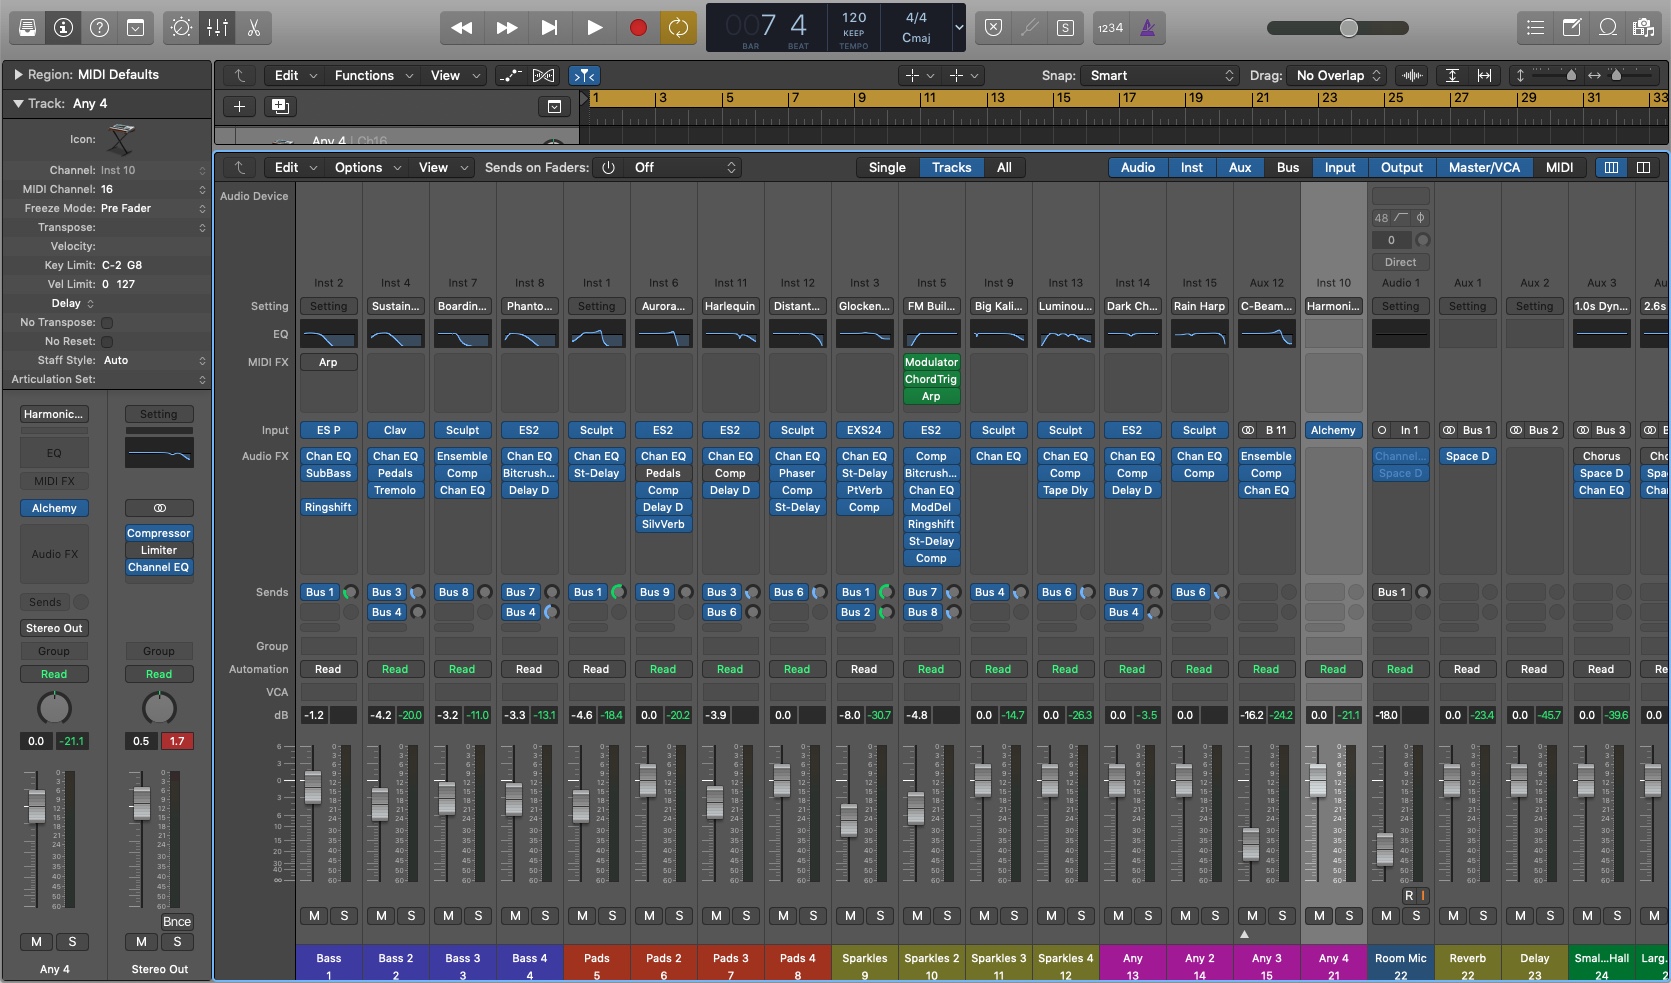 007 4
BAR BEAT
120
KEEP
TEMPO
4/4
Cmaj
S
1234
Region: MIDI Defaults
Track: Any 4
Icon:
Channel: Inst 10
MIDI Channel: 16
Freeze Mode: Pre Fader
Transpose:
Velocity:
Key Limit: C-2 G8
Vel Limit: 0 127
Delay
No Transpose:
No Reset:
Staff Style: Auto
Articulation Set:
Harmonic... Setting
EQ
MIDI FX
Alchemy
Audio FX
Compressor
Limiter
Channel EQ
Sends
Stereo Out
Group Group
Read Read
0.0 -21.1 0.5 1.7
Bnce
M S M S
Any 4 Stereo Out
Edit Functions View Snap: Smart Drag: No Overlap
1 3 5 7 9 11 13 15 17 19 21 23 25 27 29 31 33
Any 4 | Ch16
Edit Options View Sends on Faders: Off Single Tracks All Audio Inst Aux Bus Input Output Master/VCA MIDI
Audio Device
48
0
Direct
Inst 2 Inst 4 Inst 7 Inst 8 Inst 1 Inst 6 Inst 11 Inst 12 Inst 3 Inst 5 Inst 9 Inst 13 Inst 14 Inst 15 Aux 12 Inst 10 Audio 1 Aux 1 Aux 2 Aux 3
Setting Setting Sustain... Boardin... Phanto... Setting Aurora... Harlequin Distant... Glocken... FM Buil... Big Kali... Luminou... Dark Ch... Rain Harp C-Beam... Harmoni... Setting Setting Setting 1.0s Dyn... 2.6s
EQ
MIDI FX Arp Modulator
ChordTrig
Arp
Input ES P Clav Sculpt ES2 Sculpt ES2 ES2 ES2 EXS24 ES2 Sculpt Sculpt ES2 Sculpt B 11 Alchemy In 1 Bus 1 Bus 2 Bus 3
Audio FX Chan EQ Chan EQ Ensemble Chan EQ Chan EQ Chan EQ Chan EQ Chan EQ Chan EQ Comp Chan EQ Chan EQ Chan EQ Chan EQ Ensemble Channel... Space D Chorus
SubBass Pedals Comp Bitcrush... St-Delay Pedals Comp Phaser St-Delay Bitcrush... Comp Comp Comp Comp Space D Space D
Tremolo Chan EQ Delay D Comp Delay D Comp PtVerb Chan EQ Tape Dly Delay D Chan EQ Chan EQ
Ringshift Delay D St-Delay Comp ModDel
SilvVerb Ringshift
St-Delay
Comp
Sends Bus 1 Bus 3 Bus 8 Bus 7 Bus 1 Bus 9 Bus 3 Bus 6 Bus 1 Bus 7 Bus 4 Bus 6 Bus 7 Bus 6 Bus 1
Bus 4 Bus 4 Bus 6 Bus 2 Bus 8 Bus 4
Group
Automation Read Read Read Read Read Read Read Read Read Read Read Read Read Read Read Read Read Read Read Read Re
VCA
dB -1.2 -4.2 -20.0 -3.2 -11.0 -3.3 -13.1 -4.6 -18.4 0.0 -20.2 -3.9 0.0 -8.0 -30.7 -4.8 0.0 -14.7 0.0 -26.3 0.0 -3.5 0.0 -16.2 -24.2 0.0 -21.1 -18.0 0.0 -23.4 0.0 -45.7 0.0 -39.6 0.0
R I
M S M S M S M S M S M S M S M S M S M S M S M S M S M S M S M S M S M S M S M S M
Bass Bass 2 Bass 3 Bass 4 Pads Pads 2 Pads 3 Pads 4 Sparkles Sparkles 2 Sparkles 3 Sparkles 4 Any Any 2 Any 3 Any 4 Room Mic Reverb Delay Smal...Hall Larg.
1 2 3 4 5 6 7 8 9 10 11 12 13 14 15 21 22 22 23 24 2